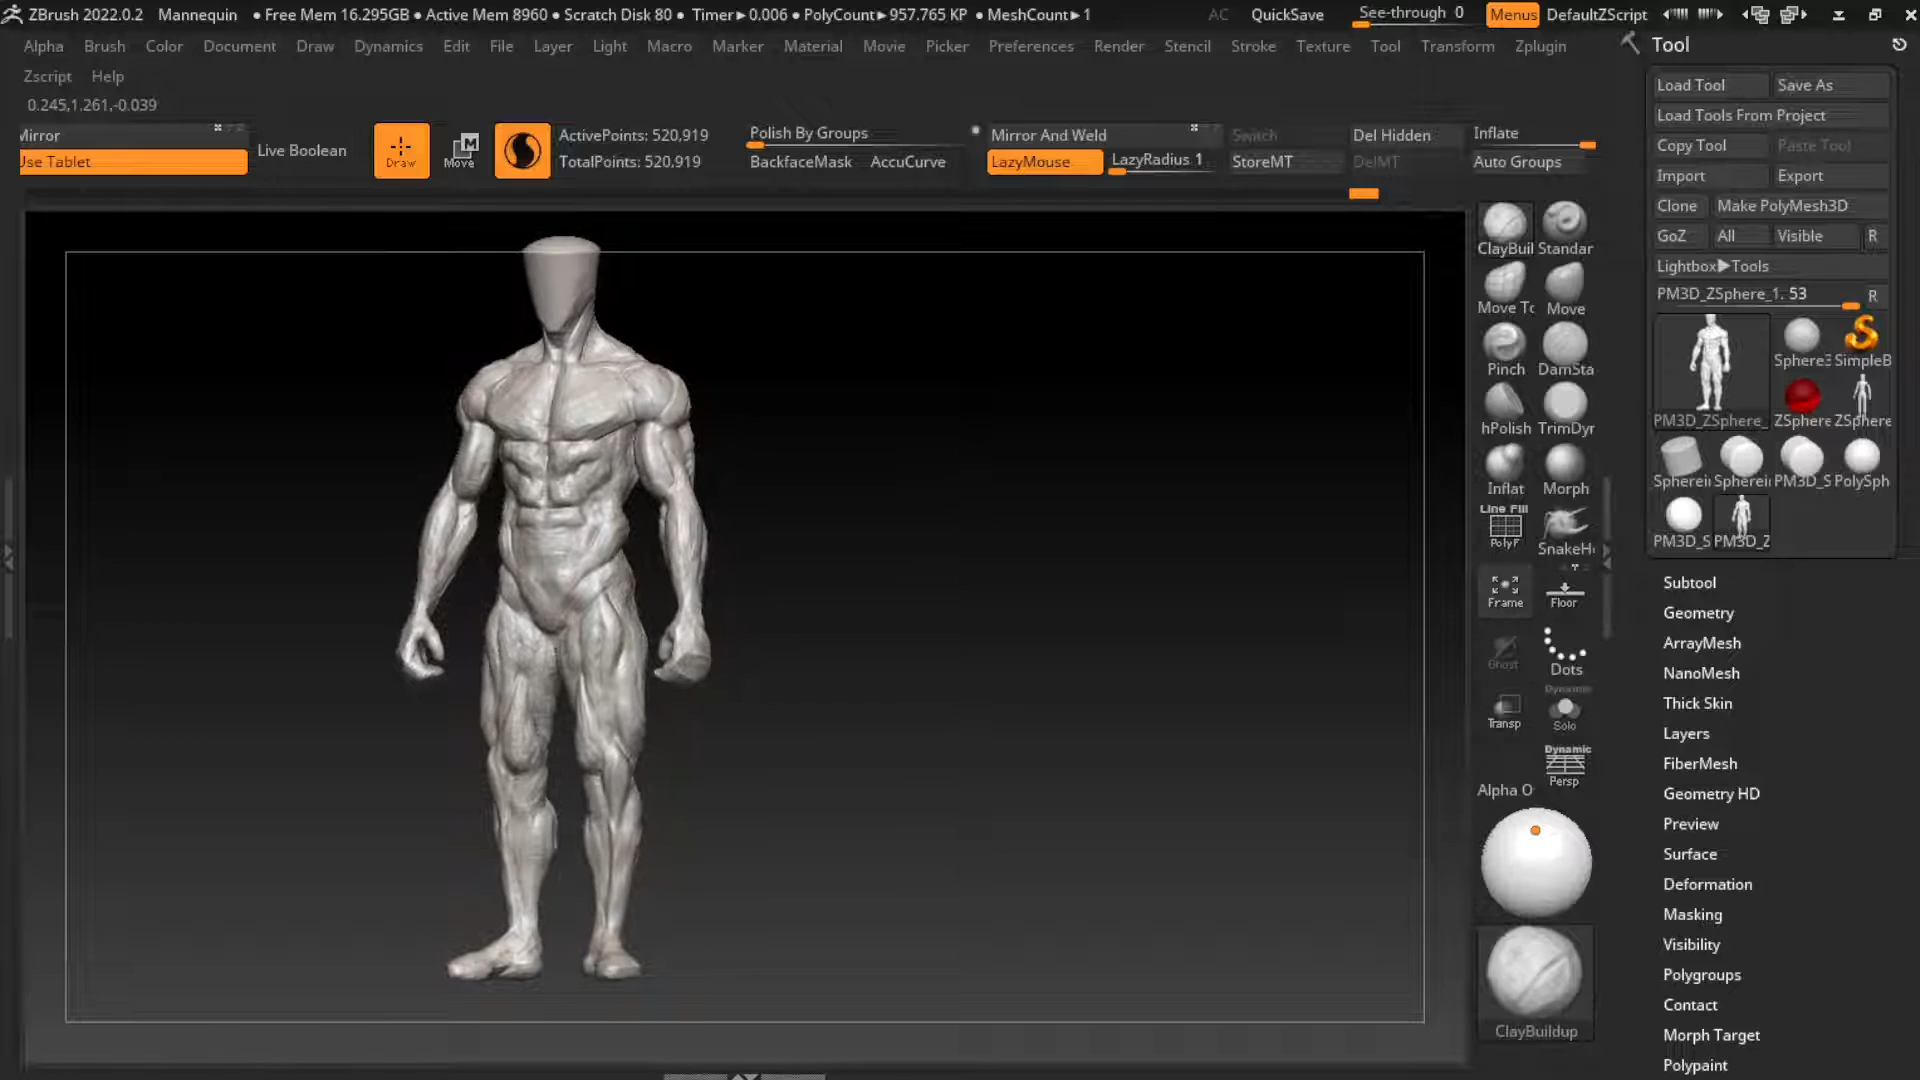 ZBrush 2022.0.2 Mannequin • Free Mem 16.295GB • Active Mem 8960 • Scratch Disk 80 • Timer▶0.006 • PolyCount▶957.765 KP • MeshCount▶1 AC QuickSave See-through 0 Menus DefaultZScript
Alpha Brush Color Document Draw Dynamics Edit File Layer Light Macro Marker Material Movie Picker Preferences Render Stencil Stroke Texture Tool Transform Zplugin
Zscript Help
0.245,1.261,-0.039
Mirror
Use Tablet
Live Boolean
Draw
Move
ActivePoints: 520,919
TotalPoints: 520,919
Polish By Groups
BackfaceMask AccuCurve
Mirror And Weld
LazyMouse LazyRadius 1
Switch
StoreMT
Del Hidden
DelMT
Inflate
Auto Groups
ClayBuil Standar
Move To Move
Pinch DamSta
hPolish TrimDyn
Inflat Morph
Line Fill
PolyF
SnakeHo
Frame Floor
Ghost
Dots
Dynamic
Transp Solo
Dynamic
Persp
Alpha O
ClayBuildup
Tool
Load Tool Save As
Load Tools From Project
Copy Tool Paste Tool
Import Export
Clone Make PolyMesh3D
GoZ All Visible R
Lightbox▶Tools
PM3D_ZSphere_1. 53 R
Sphere3 SimpleB
PM3D_ZSphere_ ZSphere ZSphere
Spherei Spherei PM3D_S PolySph
PM3D_S PM3D_Z
Subtool
Geometry
ArrayMesh
NanoMesh
Thick Skin
Layers
FiberMesh
Geometry HD
Preview
Surface
Deformation
Masking
Visibility
Polygroups
Contact
Morph Target
Polypaint